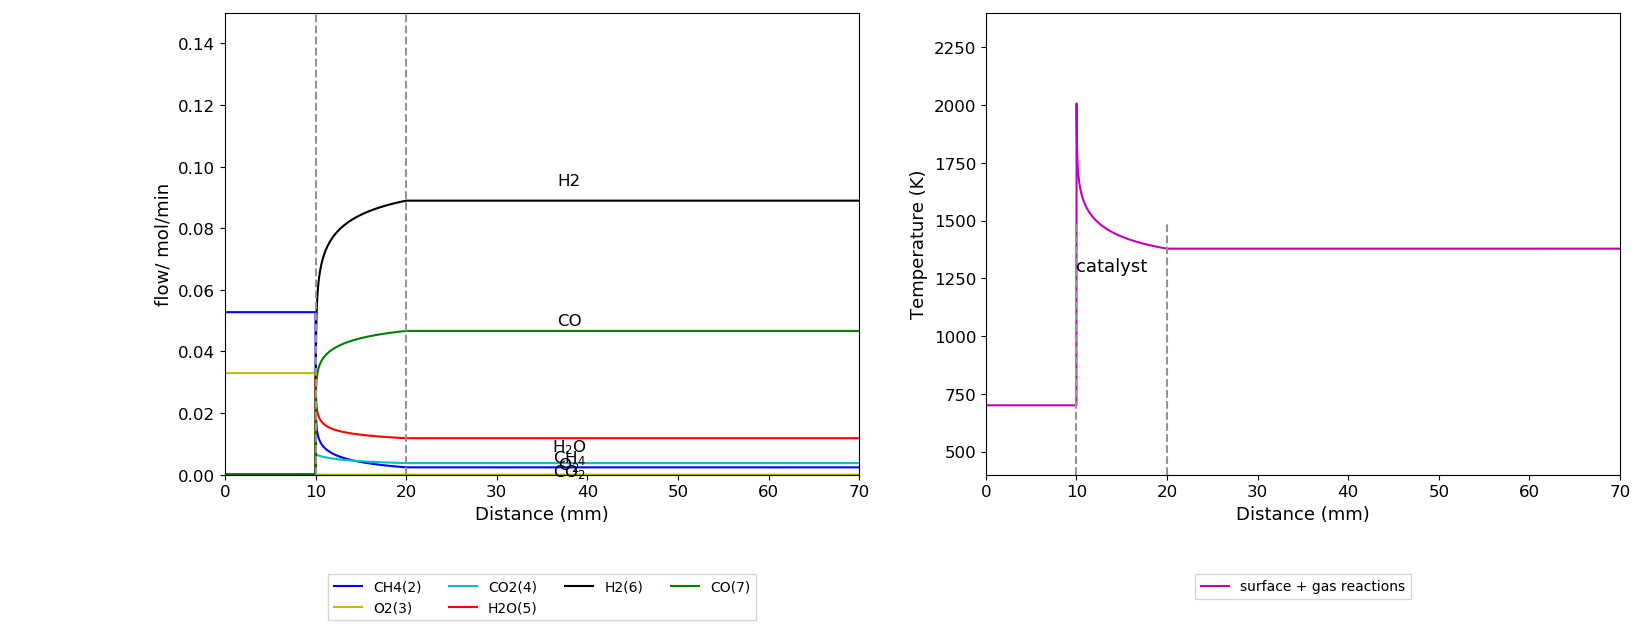 0.14
0.12
0.10
0.08
0.06
0.04
0.02
0.00
flow/ mol/min
H2
CO
H₂O
CH₄
O₂
CO₂
0 10 20 30 40 50 60 70
Distance (mm)
CH4(2) CO2(4) H2(6) CO(7)
O2(3) H2O(5)
2250
2000
1750
1500
1250
1000
750
500
Temperature (K)
catalyst
0 10 20 30 40 50 60 70
Distance (mm)
surface + gas reactions